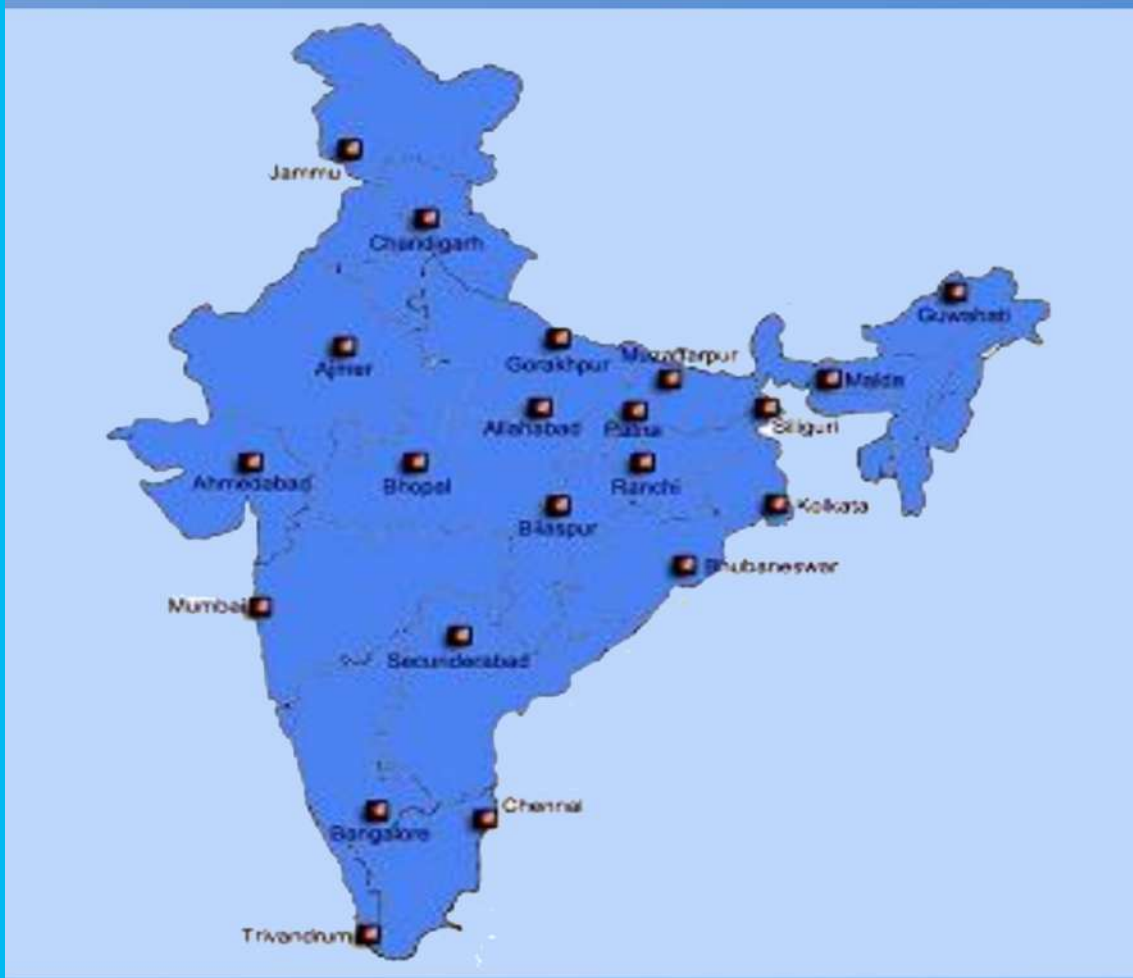 Jammu
Chandigarh
Guwahati
Ajmer
Gorakhpur
Muzaffarpur
Malda
Allahabad
Patna
Siliguri
Ahmedabad
Bhopal
Ranchi
Bilaspur
Kolkata
Bhubaneswar
Mumbai
Secunderabad
Chennai
Bangalore
Trivandrum